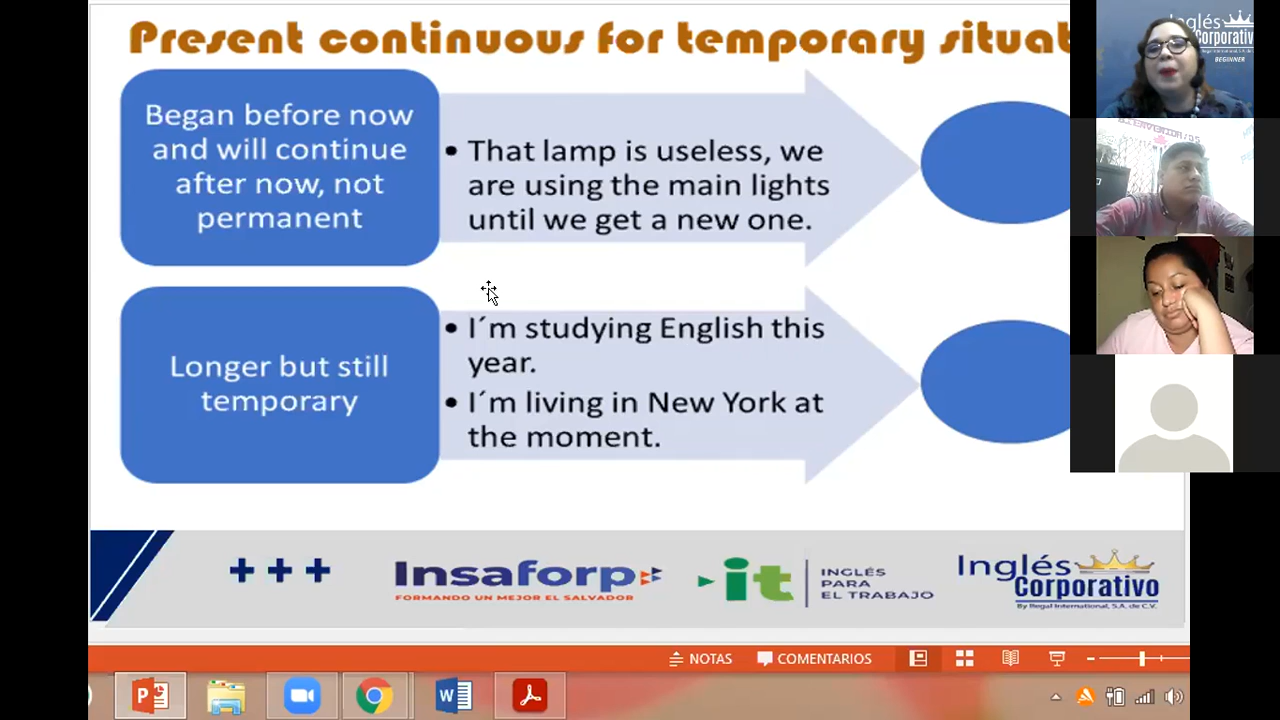 Present continuous for temporary situat
Began before now
and will continue
after now, not
permanent
• That lamp is useless, we
are using the main lights
until we get a new one.
Longer but still
temporary
• I´m studying English this
year.
• I´m living in New York at
the moment.
+ + +
Insaforp
FORMANDO UN MEJOR EL SALVADOR
it
INGLÉS
PARA
EL TRABAJO
Inglés
Corporativo
By Regal International, S.A. de C.V.
NOTAS
COMENTARIOS
Inglés
Corporativo
BEGINNER